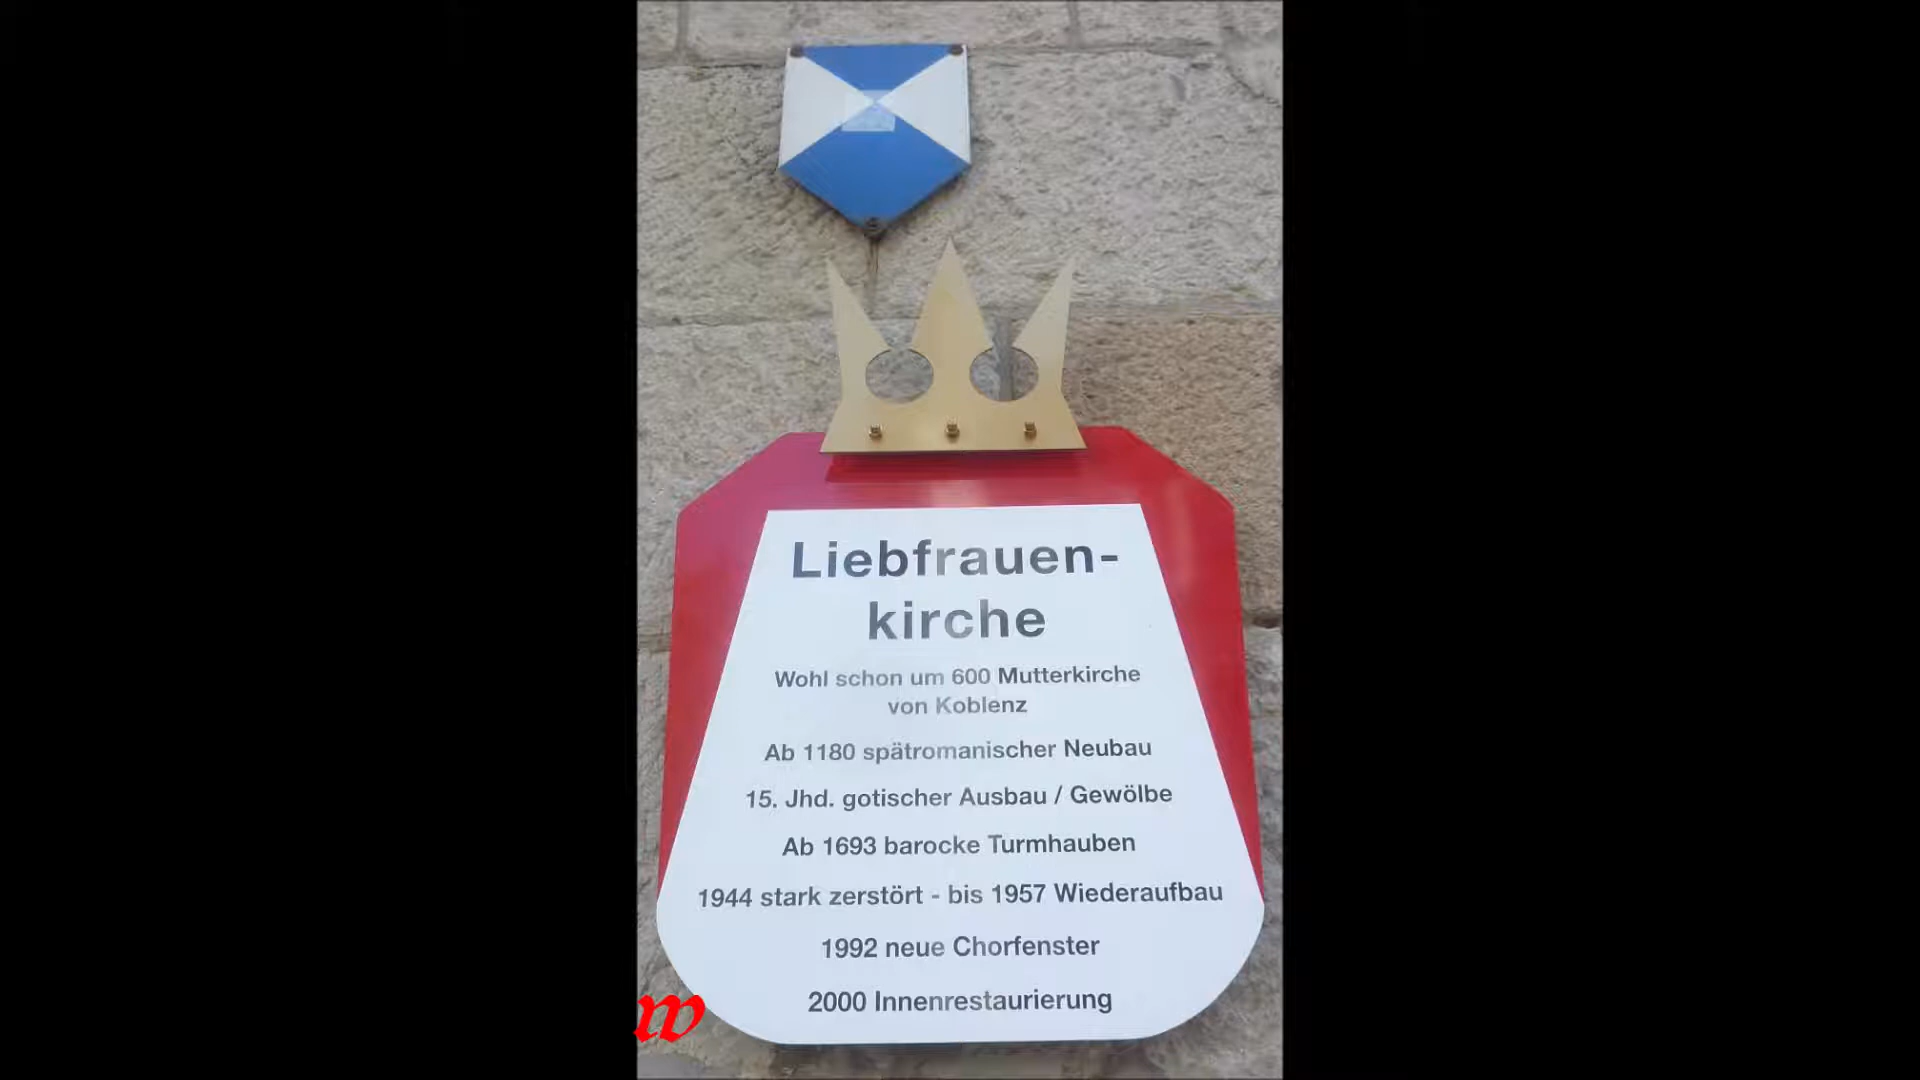 Liebfrauen-
kirche
Wohl schon um 600 Mutterkirche
von Koblenz
Ab 1180 spätromanischer Neubau
15. Jhd. gotischer Ausbau / Gewölbe
Ab 1693 barocke Turmhauben
1944 stark zerstört - bis 1957 Wiederaufbau
1992 neue Chorfenster
2000 Innenrestaurierung
w